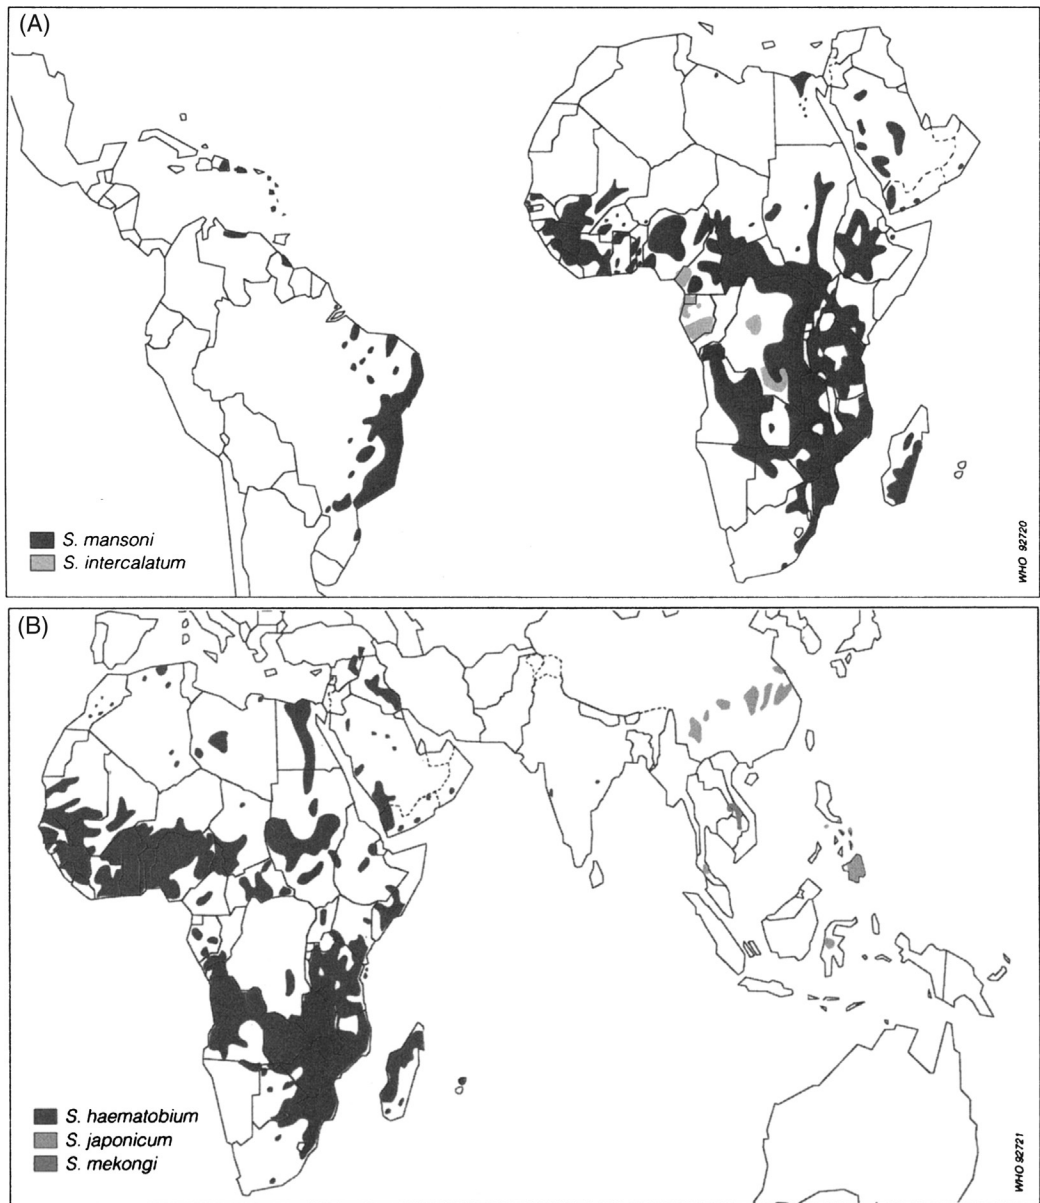 (A)
S. mansoni
S. intercalatum
WHO 92720
(B)
S. haematobium
S. japonicum
S. mekongi
WHO 92721